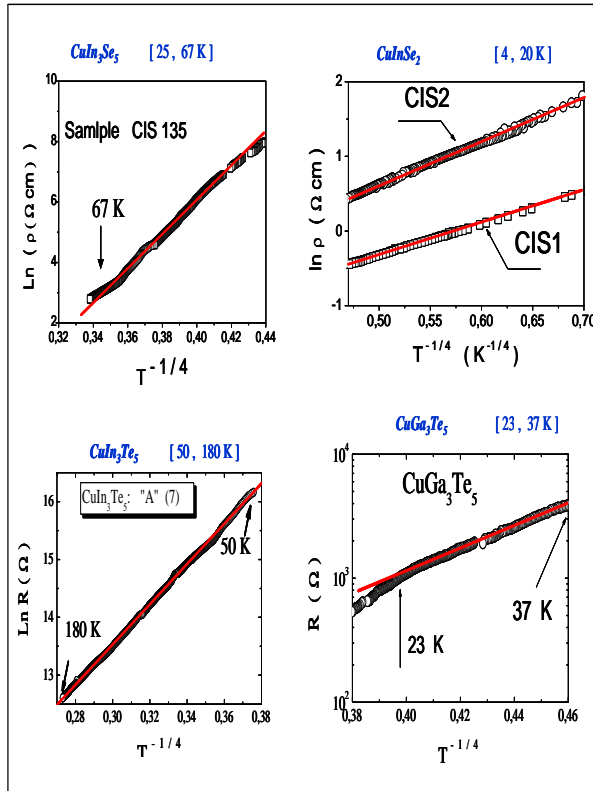 CuIn3Se5 [25, 67 K]
10
8
6
4
2
Ln ( ρ ( Ω cm) )
Samlple CIS 135
67 K
0,32 0,34 0,36 0,38 0,40 0,42 0,44
T^-1/4
CuInSe2 [4, 20K]
2
1
0
-1
ln ρ ( Ω cm)
CIS2
CIS1
0,50 0,55 0,60 0,65 0,70
T^-1/4 (K^-1/4)
CuIn3Te5 [50, 180 K]
16
15
14
13
Ln R (Ω)
CuIn3Te5: "A" (7)
50 K
180 K
0,28 0,30 0,32 0,34 0,36 0,38
T^-1/4
CuGa3Te5 [23, 37 K]
10^4
10^3
10^2
R (Ω)
CuGa3Te5
37 K
23 K
0,38 0,40 0,42 0,44 0,46
T^-1/4